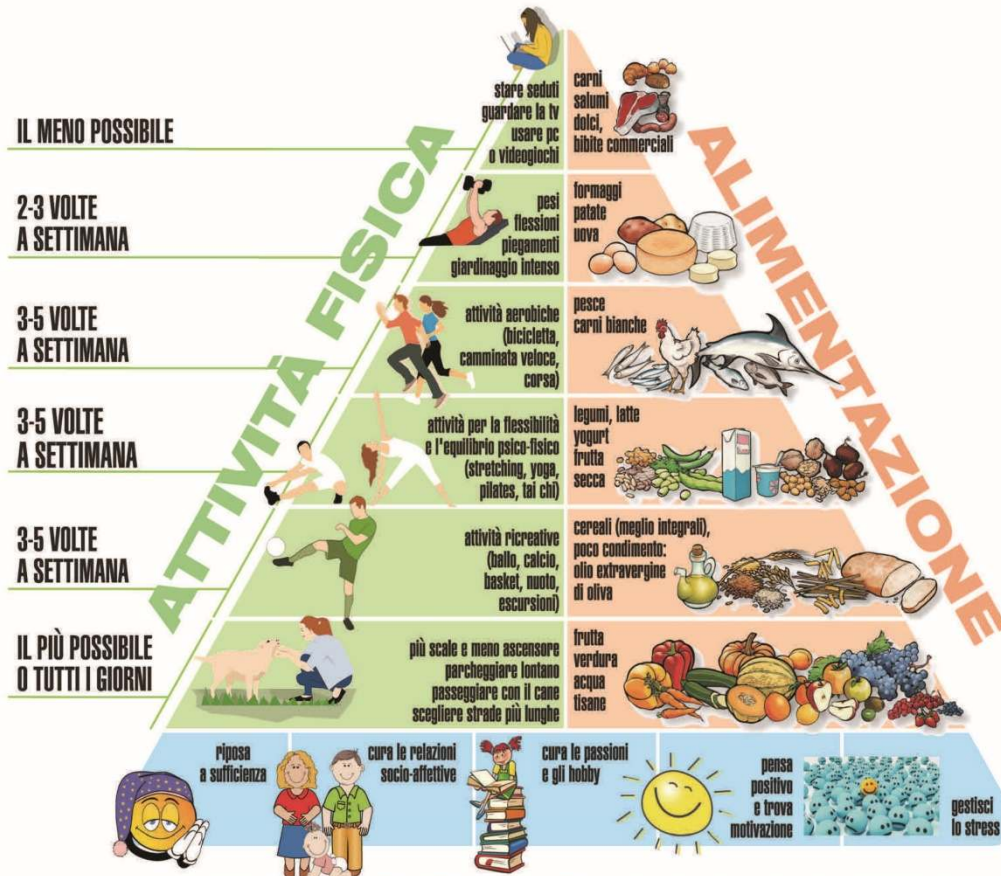 ATTIVITÀ FISICA
ALIMENTAZIONE
IL MENO POSSIBILE
stare seduti
guardare la tv
usare pc
o videogiochi
carni
salumi
dolci,
bibite commerciali
2-3 VOLTE
A SETTIMANA
pesi
flessioni
piegamenti
giardinaggio intenso
formaggi
patate
uova
3-5 VOLTE
A SETTIMANA
attività aerobiche
(bicicletta,
camminata veloce,
corsa)
pesce
carni bianche
3-5 VOLTE
A SETTIMANA
attività per la flessibilità
e l'equilibrio psico-fisico
(stretching, yoga,
pilates, tai chi)
legumi, latte
yogurt
frutta
secca
3-5 VOLTE
A SETTIMANA
attività ricreative
(ballo, calcio,
basket, nuoto,
escursioni)
cereali (meglio integrali),
poco condimento:
olio extravergine
di oliva
IL PIÙ POSSIBILE
O TUTTI I GIORNI
più scale e meno ascensore
parcheggiare lontano
passeggiare con il cane
scegliere strade più lunghe
frutta
verdura
acqua
tisane
riposa
a sufficienza
cura le relazioni
socio-affettive
cura le passioni
e gli hobby
pensa
positivo
e trova
motivazione
gestisci
lo stress